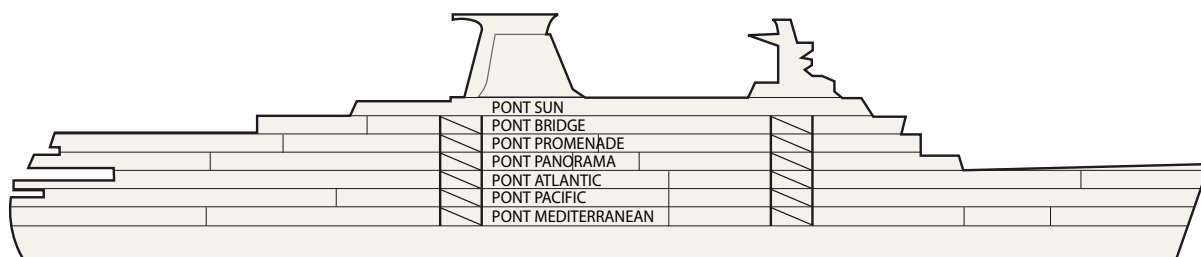 PONT SUN
PONT BRIDGE
PONT PROMENADE
PONT PANORAMA
PONT ATLANTIC
PONT PACIFIC
PONT MEDITERRANEAN